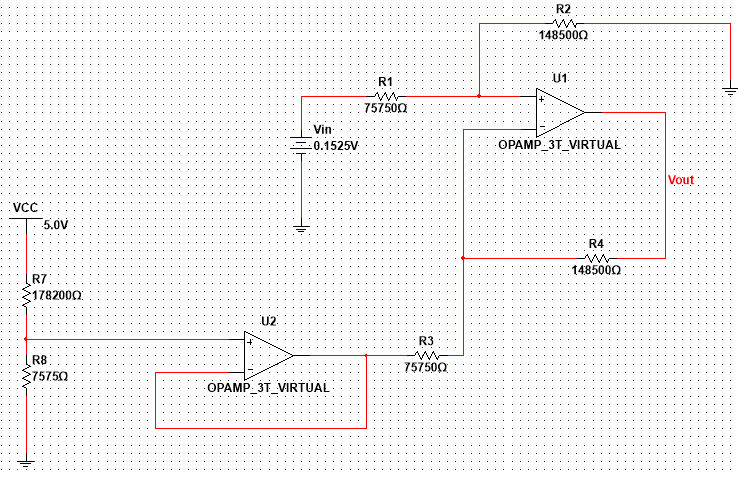 R2
148500Ω
U1
R1
75750Ω
+
−
OPAMP_3T_VIRTUAL
Vin
0.1525V
Vout
VCC
5.0V
R4
148500Ω
R7
178200Ω
U2
+
−
OPAMP_3T_VIRTUAL
R3
75750Ω
R8
7575Ω